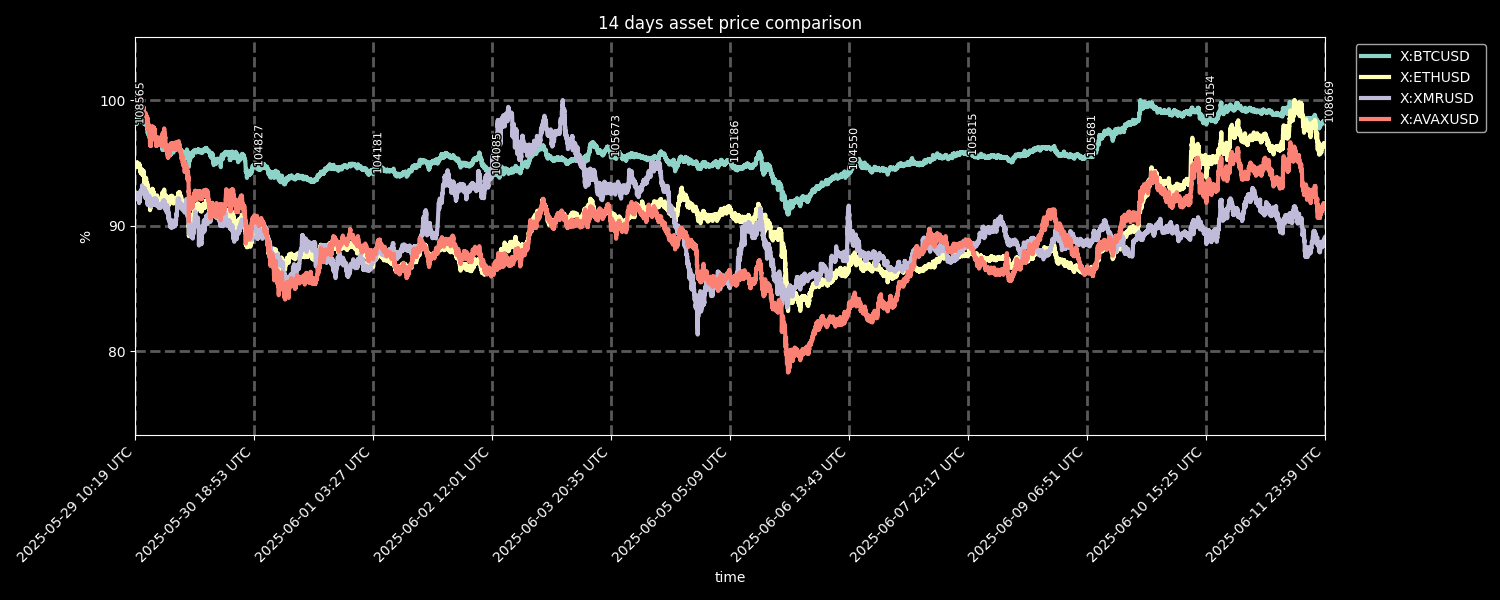 14 days asset price comparison
X:BTCUSD
X:ETHUSD
X:XMRUSD
X:AVAXUSD
100
90
80
%
108565
104827
104181
104085
105673
105186
104550
105815
105681
109154
108669
2025-05-29 10:19 UTC
2025-05-30 18:53 UTC
2025-06-01 03:27 UTC
2025-06-02 12:01 UTC
2025-06-03 20:35 UTC
2025-06-05 05:09 UTC
2025-06-06 13:43 UTC
2025-06-07 22:17 UTC
2025-06-09 06:51 UTC
2025-06-10 15:25 UTC
2025-06-11 23:59 UTC
time